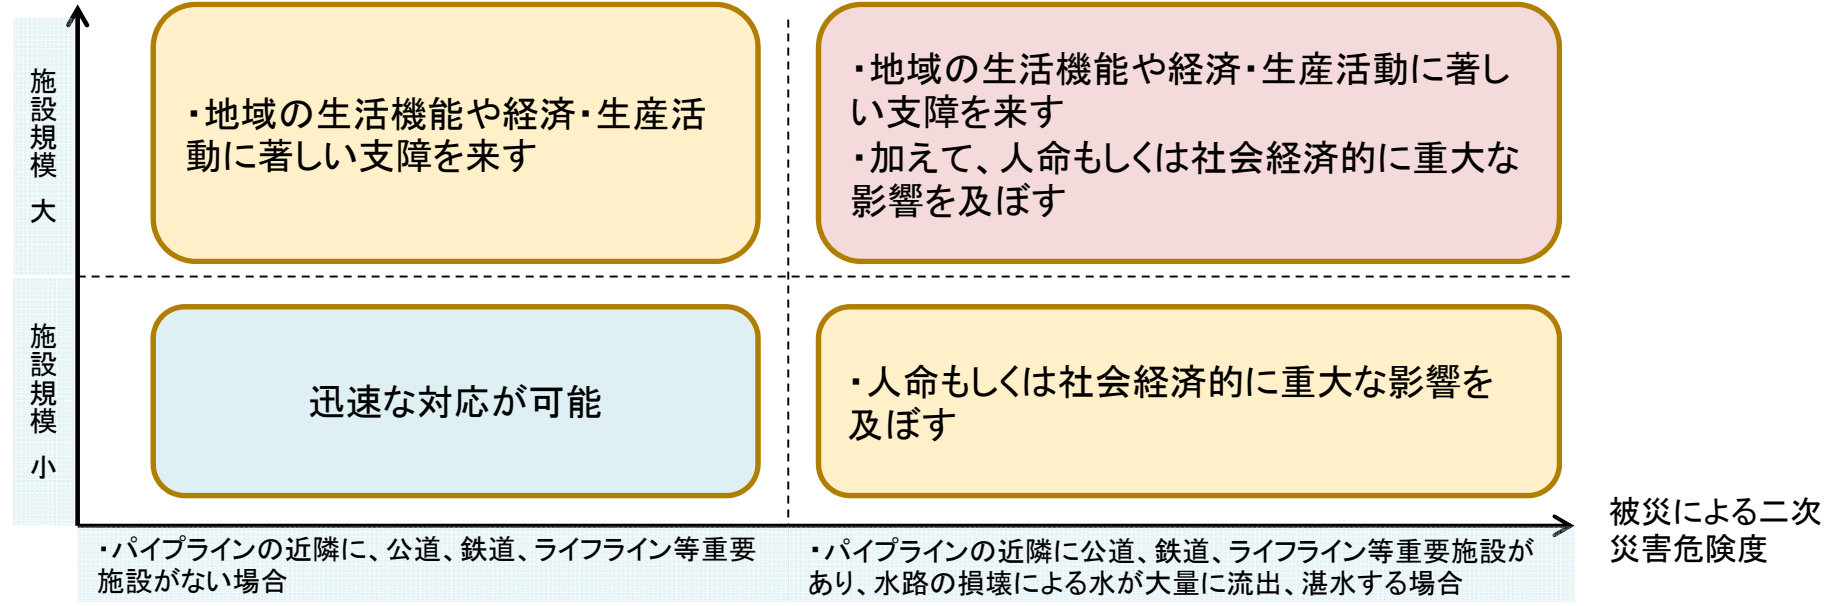 施設規模 大
・地域の生活機能や経済・生産活
動に著しい支障を来す
・地域の生活機能や経済・生産活動に著し
い支障を来す
・加えて、人命もしくは社会経済的に重大な
影響を及ぼす
施設規模 小
迅速な対応が可能
・人命もしくは社会経済的に重大な影響を
及ぼす
・パイプラインの近隣に、公道、鉄道、ライフライン等重要
施設がない場合
・パイプラインの近隣に公道、鉄道、ライフライン等重要施設が
あり、水路の損壊による水が大量に流出、湛水する場合
被災による二次
災害危険度